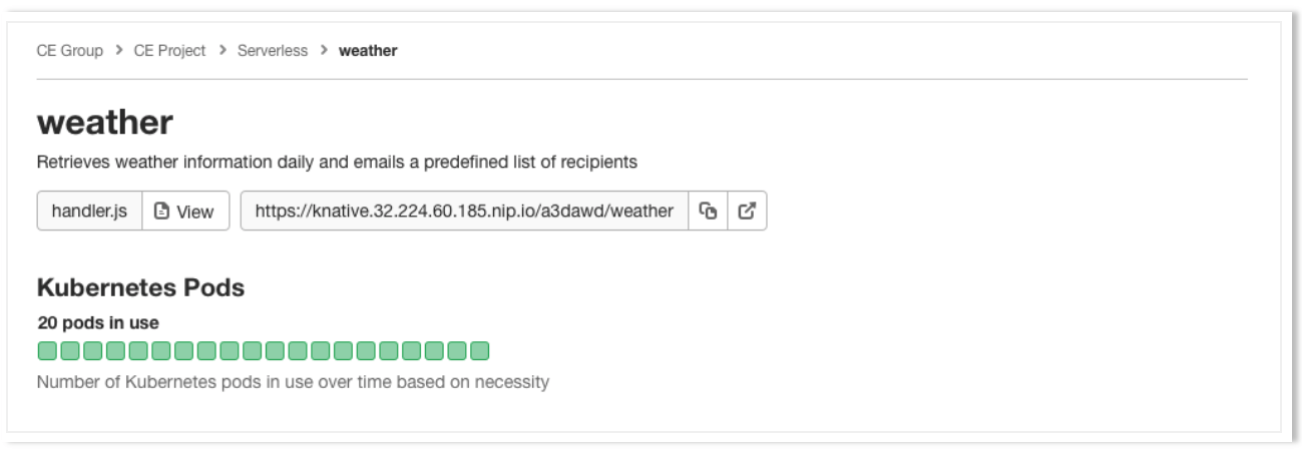 CE Group > CE Project > Serverless > weather
weather
Retrieves weather information daily and emails a predefined list of recipients
handler.js View https://knative.32.224.60.185.nip.io/a3dawd/weather
Kubernetes Pods
20 pods in use
Number of Kubernetes pods in use over time based on necessity